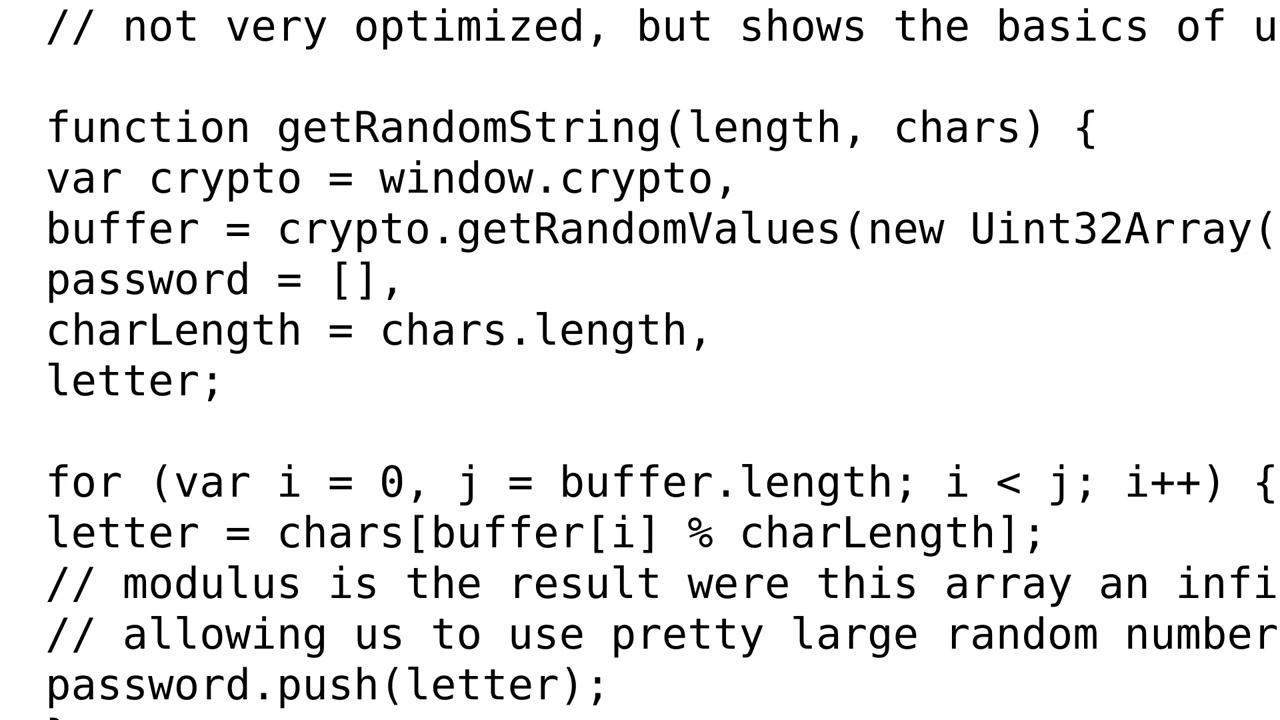 // not very optimized, but shows the basics of u
function getRandomString(length, chars) {
var crypto = window.crypto,
buffer = crypto.getRandomValues(new Uint32Array(
password = [],
charLength = chars.length,
letter;
for (var i = 0, j = buffer.length; i < j; i++) {
letter = chars[buffer[i] % charLength];
// modulus is the result were this array an infi
// allowing us to use pretty large random number
password.push(letter);